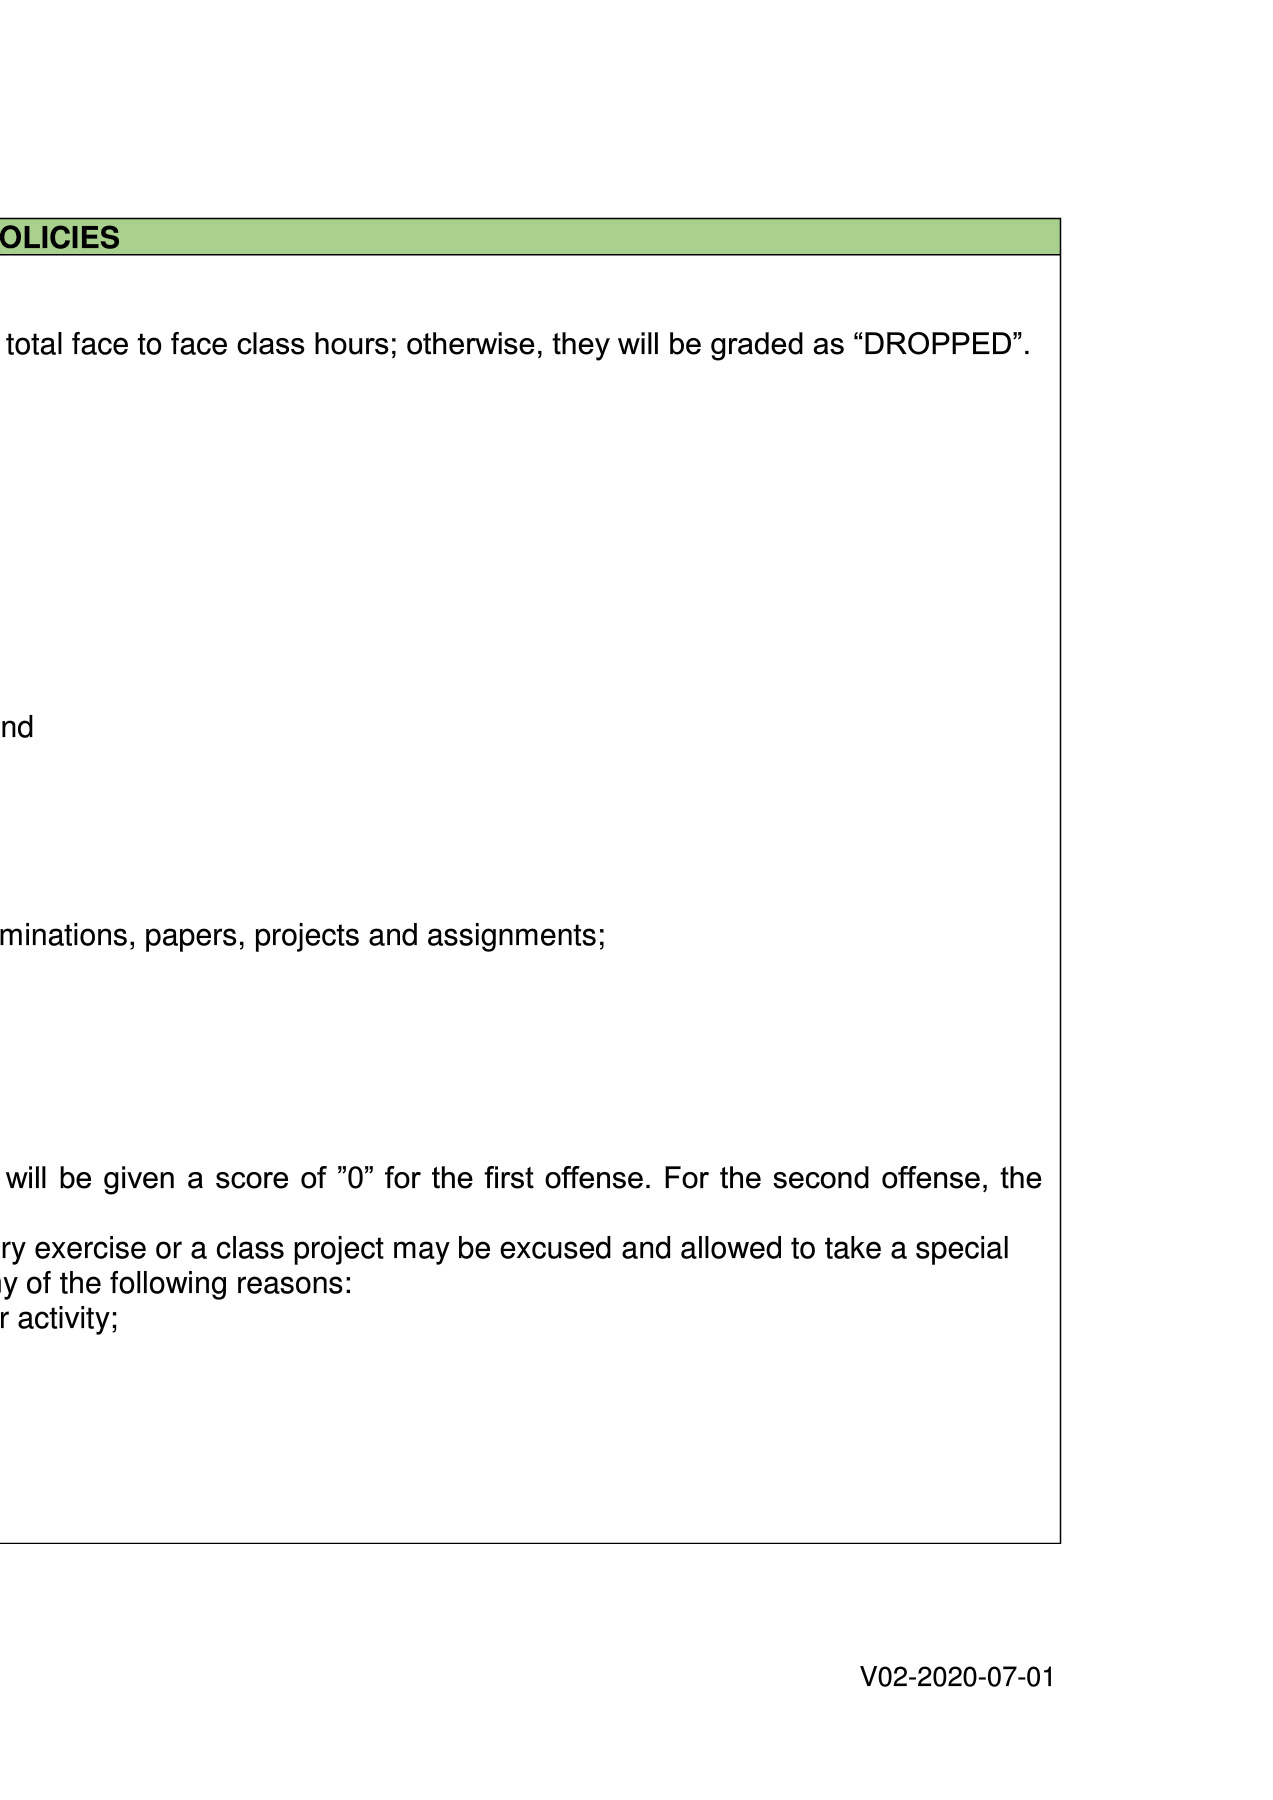 OLICIES
total face to face class hours; otherwise, they will be graded as “DROPPED”.
nd
minations, papers, projects and assignments;
will be given a score of ”0” for the first offense. For the second offense, the
ry exercise or a class project may be excused and allowed to take a special
y of the following reasons:
r activity;
V02-2020-07-01